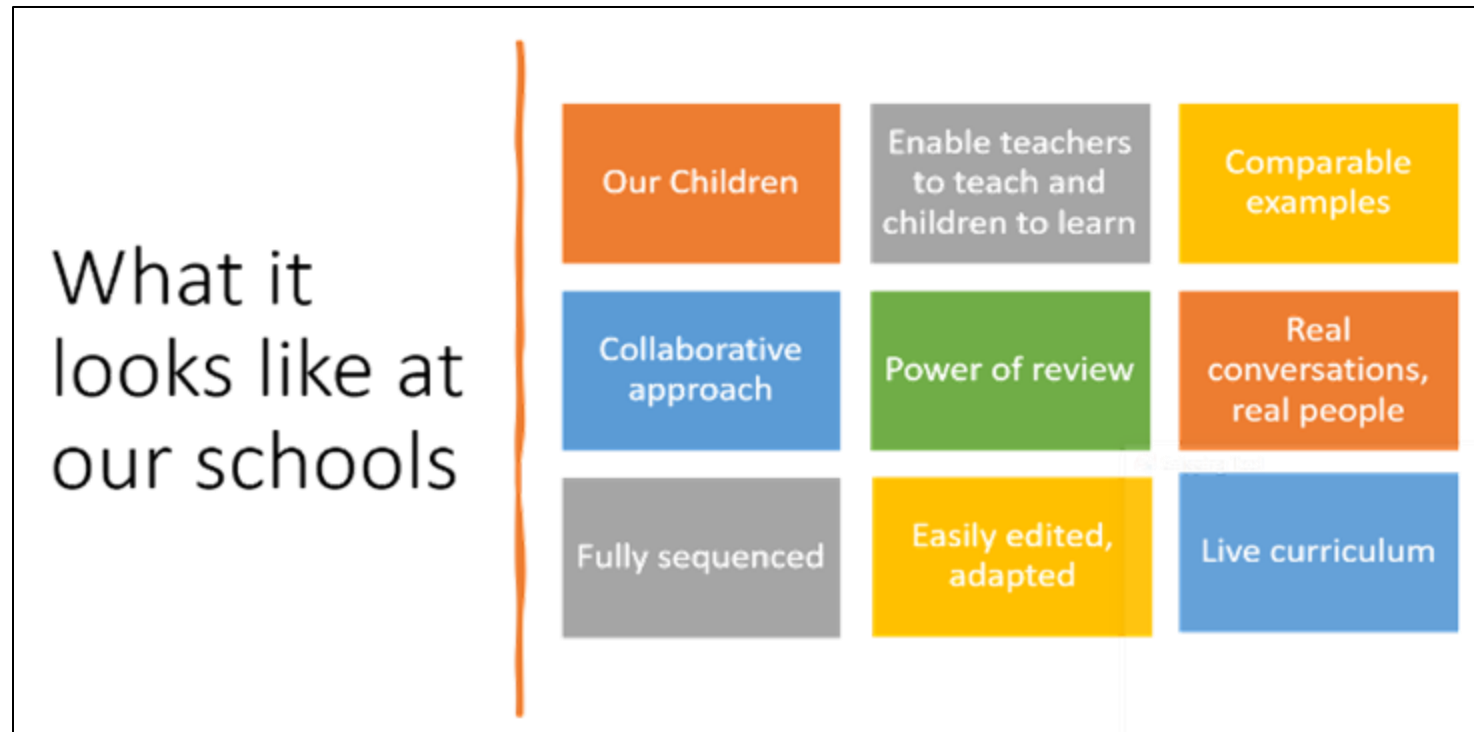 What it
looks like at
our schools
Our Children
Enable teachers
to teach and
children to learn
Comparable
examples
Collaborative
approach
Power of review
Real
conversations,
real people
Fully sequenced
Easily edited,
adapted
Live curriculum